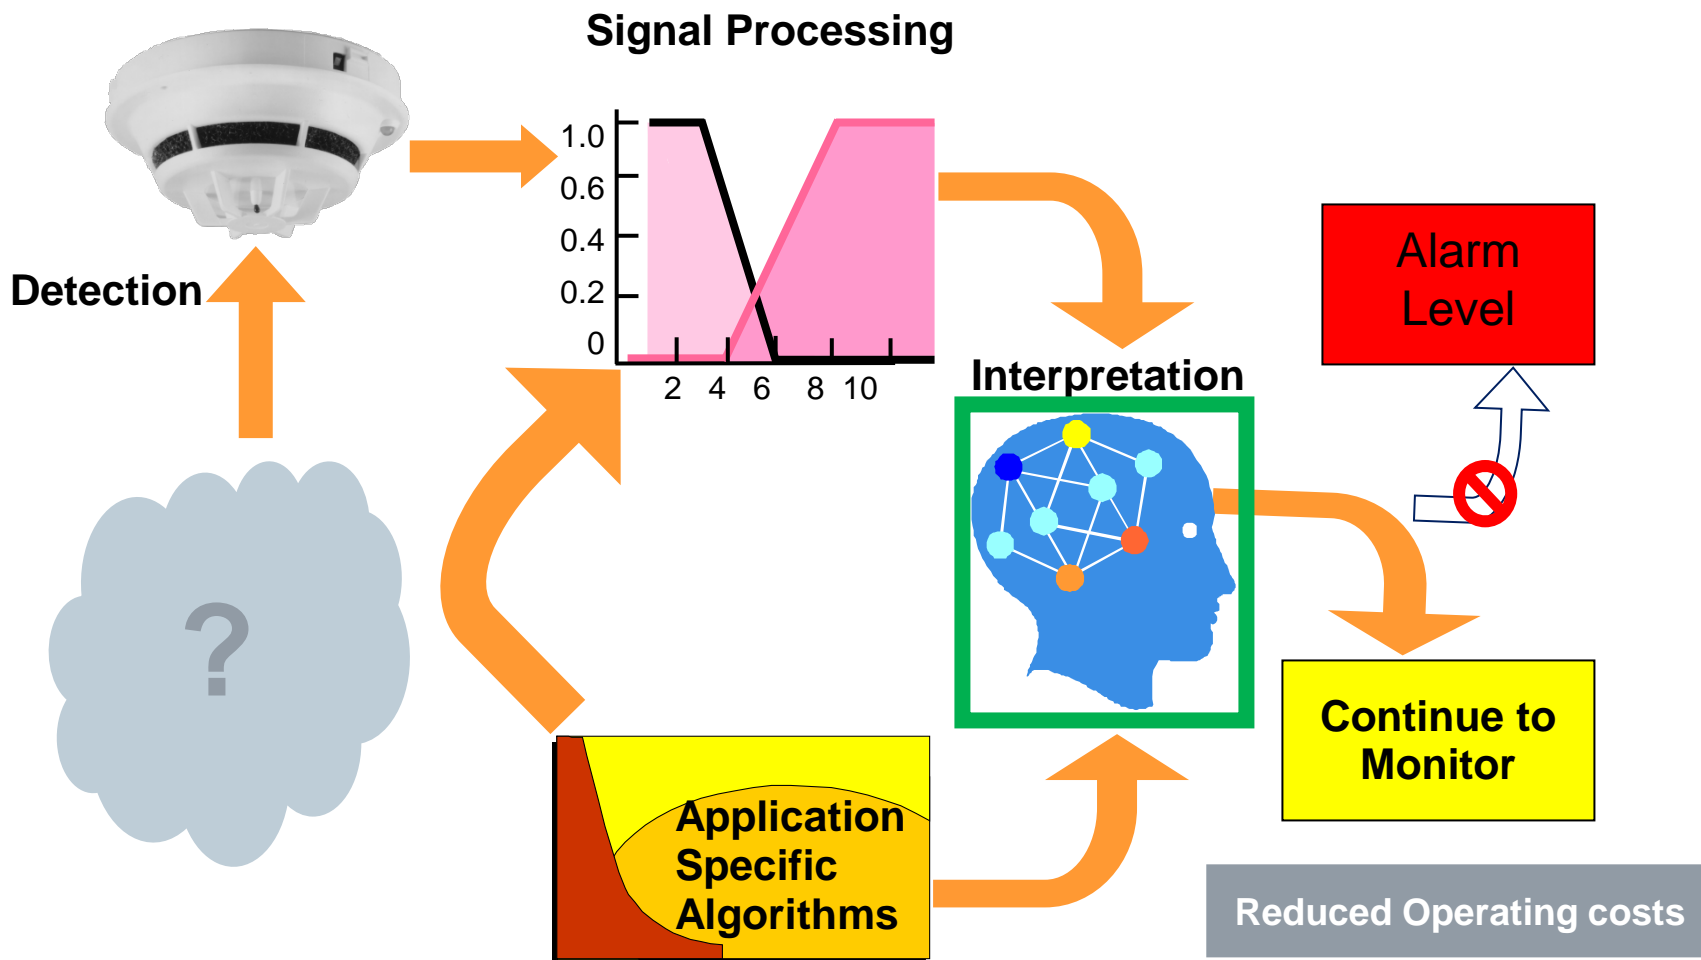 Signal Processing
1.0
0.6
0.4
0.2
0
2 4 6 8 10
Detection
Alarm
Level
Interpretation
?
Continue to
Monitor
Application
Specific
Algorithms
Reduced Operating costs